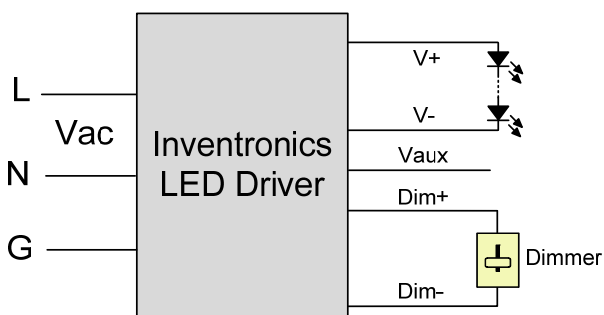 L
Vac
N
G
Inventronics
LED Driver
V+
V-
Vaux
Dim+
Dimmer
Dim-